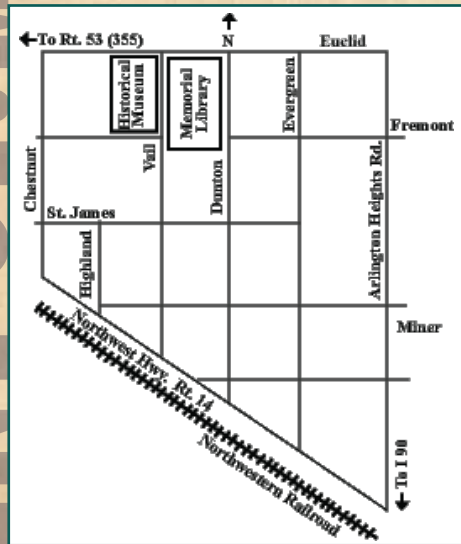 To Rt. 53 (355)
N
Euclid
Historical
Museum
Memorial
Library
Evergreen
Fremont
Chestnut
Vail
Dunton
Arlington Heights Rd.
St. James
Highland
Miner
Northwest Hwy. Rt. 14
Northwestern Railroad
To I 90